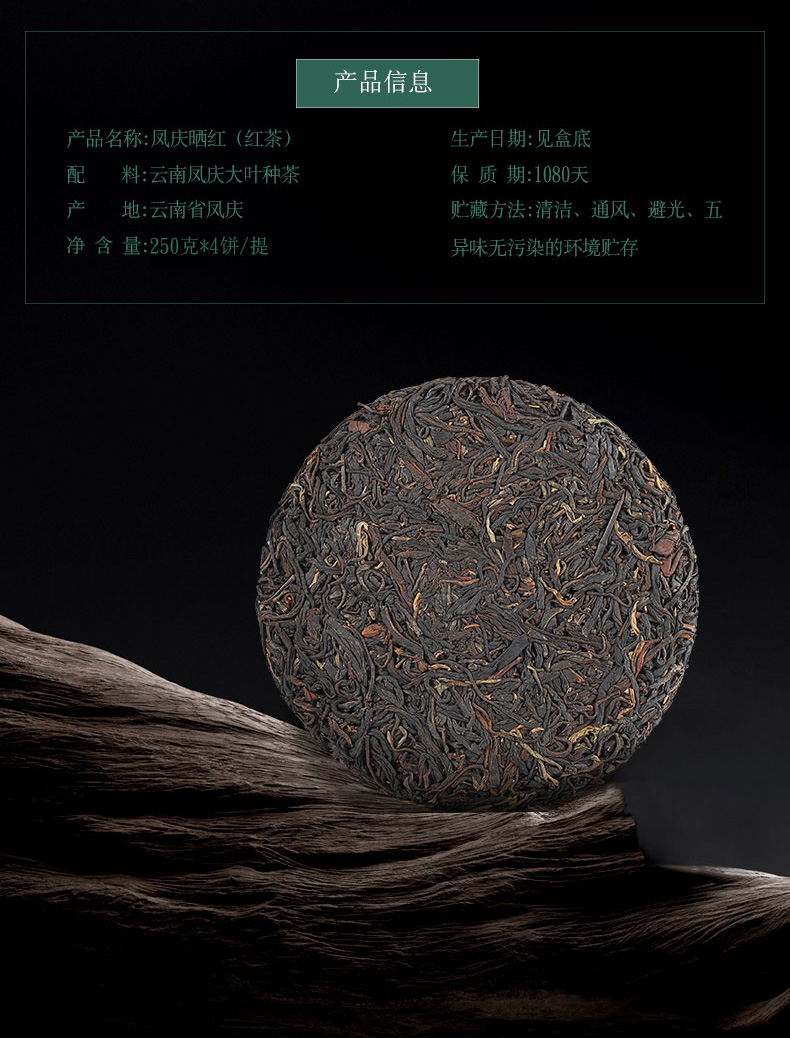 产品信息
产品名称:凤庆晒红（红茶）
配　　料:云南凤庆大叶种茶
产　　地:云南省凤庆
净 含 量:250克*4饼/提
生产日期:见盒底
保 质 期:1080天
贮藏方法:清洁、通风、避光、五
异味无污染的环境贮存